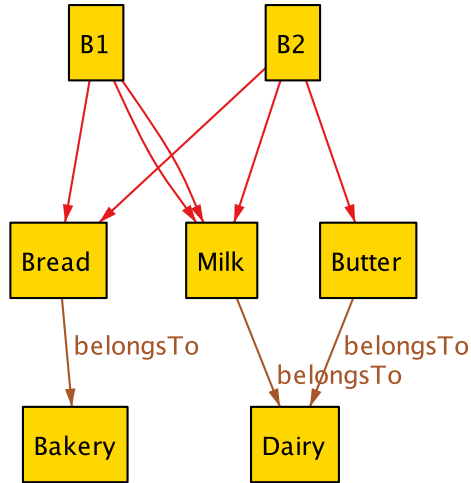 B1
B2
Bread
Milk
Butter
belongsTo
belongsTo
belongsTo
Bakery
Dairy